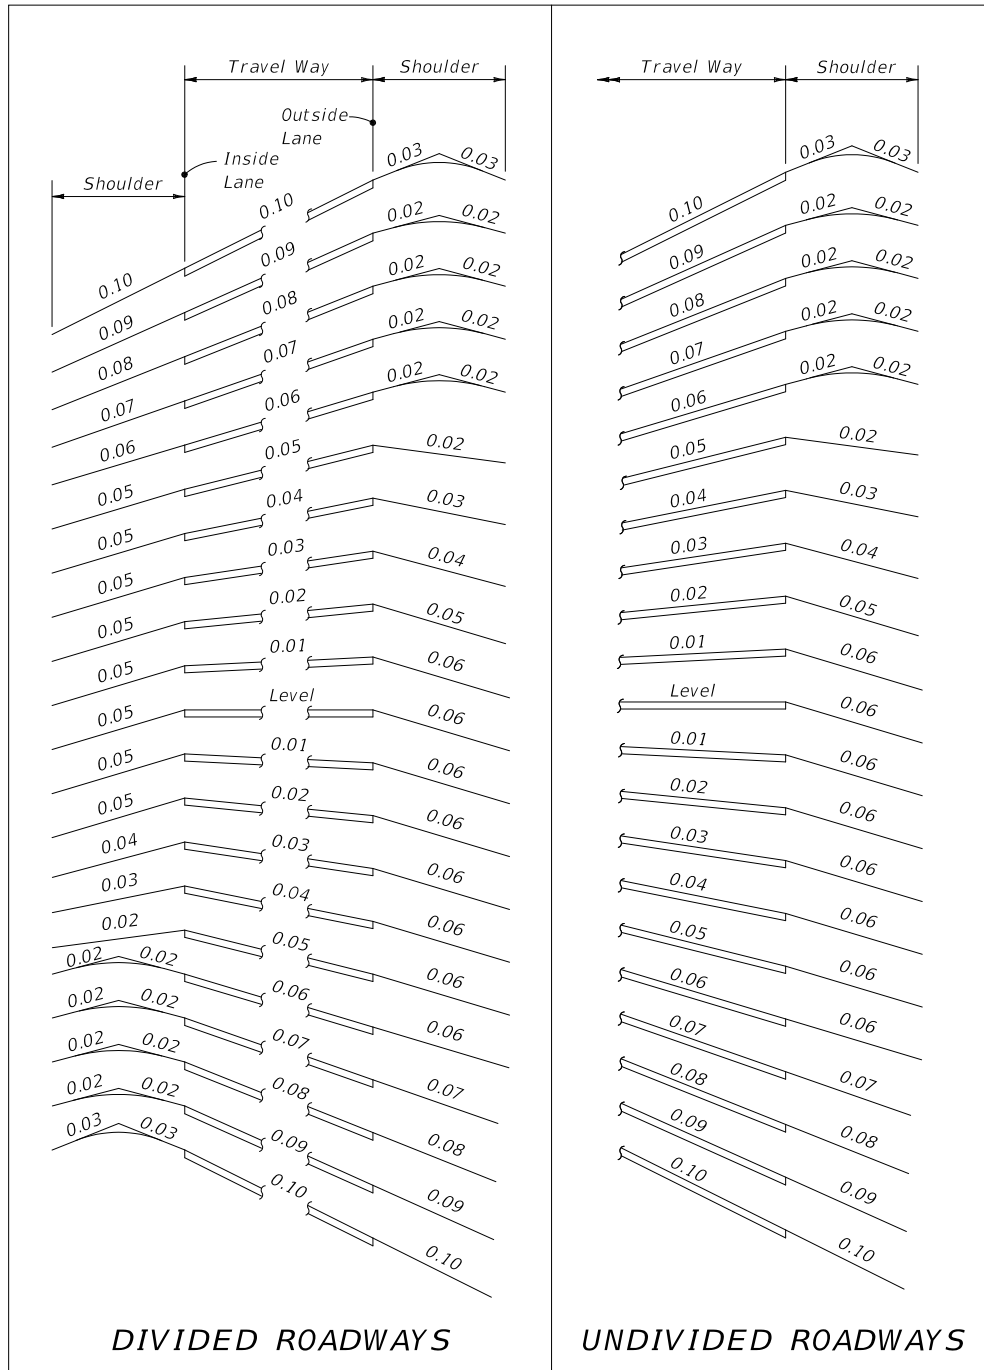 Travel Way Shoulder
Outside
Lane
Inside
Lane
Shoulder
0.10 0.10 0.03 0.03
0.09 0.09 0.02 0.02
0.08 0.08 0.02 0.02
0.07 0.07 0.02 0.02
0.06 0.06 0.02 0.02
0.05 0.05 0.02
0.05 0.04 0.03
0.05 0.03 0.04
0.05 0.02 0.05
0.05 0.01 0.06
0.05 Level 0.06
0.05 0.01 0.06
0.05 0.02 0.06
0.04 0.03 0.06
0.03 0.04 0.06
0.02 0.05 0.06
0.02 0.02 0.06 0.06
0.02 0.02 0.07 0.07
0.02 0.02 0.08 0.08
0.02 0.02 0.09 0.09
0.03 0.03 0.10 0.10
DIVIDED ROADWAYS
Travel Way Shoulder
0.10 0.03 0.03
0.09 0.02 0.02
0.08 0.02 0.02
0.07 0.02 0.02
0.06 0.02 0.02
0.05 0.02
0.04 0.03
0.03 0.04
0.02 0.05
0.01 0.06
Level 0.06
0.01 0.06
0.02 0.06
0.03 0.06
0.04 0.06
0.05 0.06
0.06 0.06
0.07 0.07
0.08 0.08
0.09 0.09
0.10 0.10
UNDIVIDED ROADWAYS